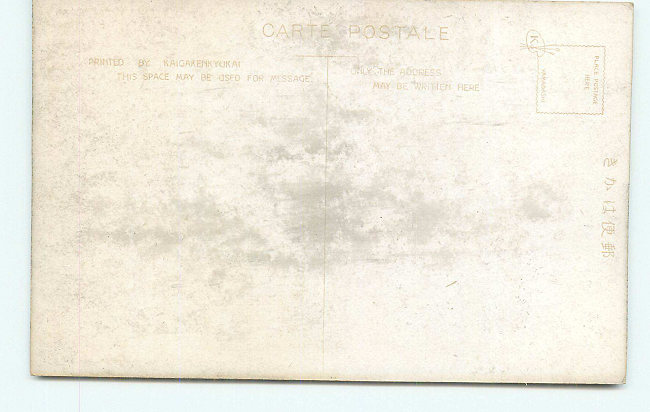 CARTE POSTALE
PRINTED BY KAIGAKENKYUKAI
THIS SPACE MAY BE USED FOR MESSAGE.
ONLY THE ADDRESS
MAY BE WRITTEN HERE
K
PLACE POSTAGE
HERE
きかは便郵